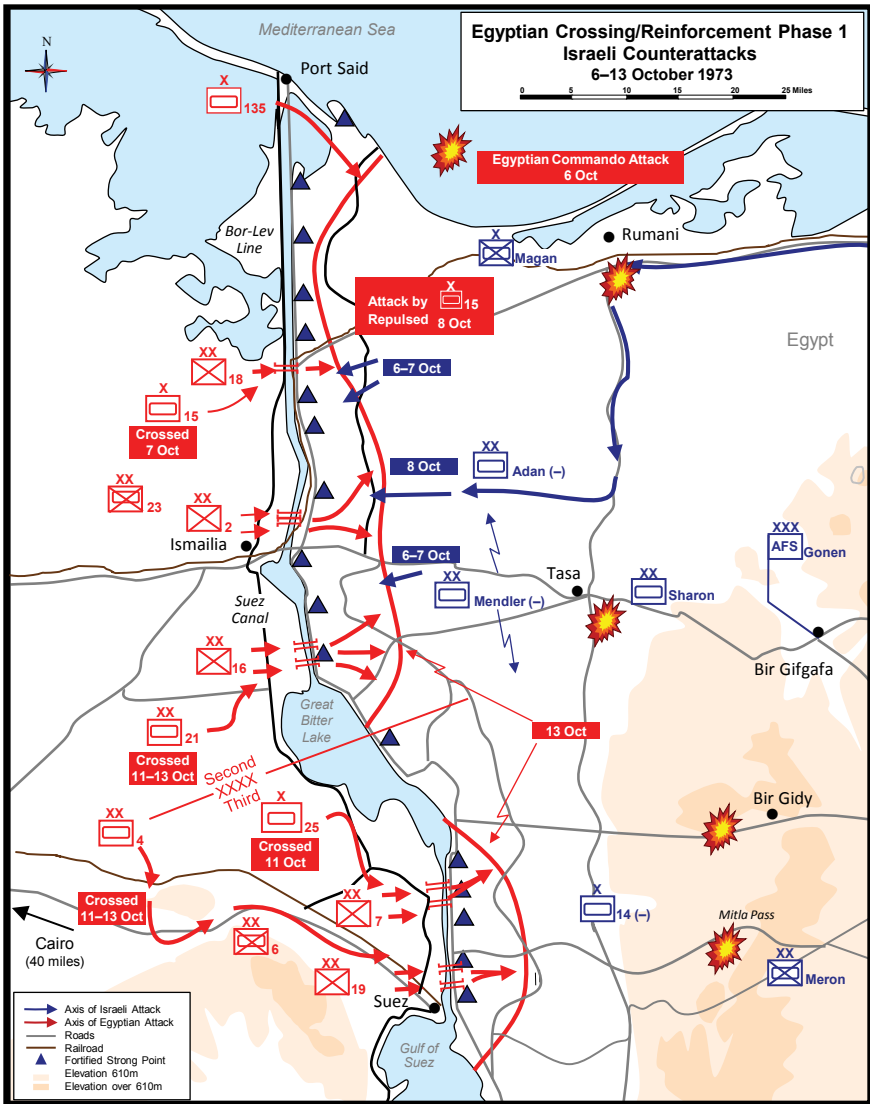 Mediterranean Sea
Egyptian Crossing/Reinforcement Phase 1
Israeli Counterattacks
6–13 October 1973
0 5 10 15 20 25 Miles
N
Port Said
X
135
Egyptian Commando Attack
6 Oct
Bor-Lev
Line
Rumani
X
Magan
Attack by X 15
Repulsed 8 Oct
Egypt
XX
18
6–7 Oct
X
15
Crossed
7 Oct
8 Oct
XX
Adan (–)
XX
23
XX
2
Ismailia
6–7 Oct
XX
Mendler (–)
Tasa
XX
Sharon
XXX
AFS
Gonen
Suez
Canal
Bir Gifgafa
XX
16
Great
Bitter
Lake
XX
21
Crossed
11–13 Oct
13 Oct
Second
XXXX
Third
XX
4
X
25
Crossed
11 Oct
Bir Gidy
Crossed
11–13 Oct
XX
7
X
14 (–)
Mitla Pass
Cairo
(40 miles)
XX
6
XX
19
XX
Meron
Suez
Gulf of
Suez
Axis of Israeli Attack
Axis of Egyptian Attack
Roads
Railroad
Fortified Strong Point
Elevation 610m
Elevation over 610m